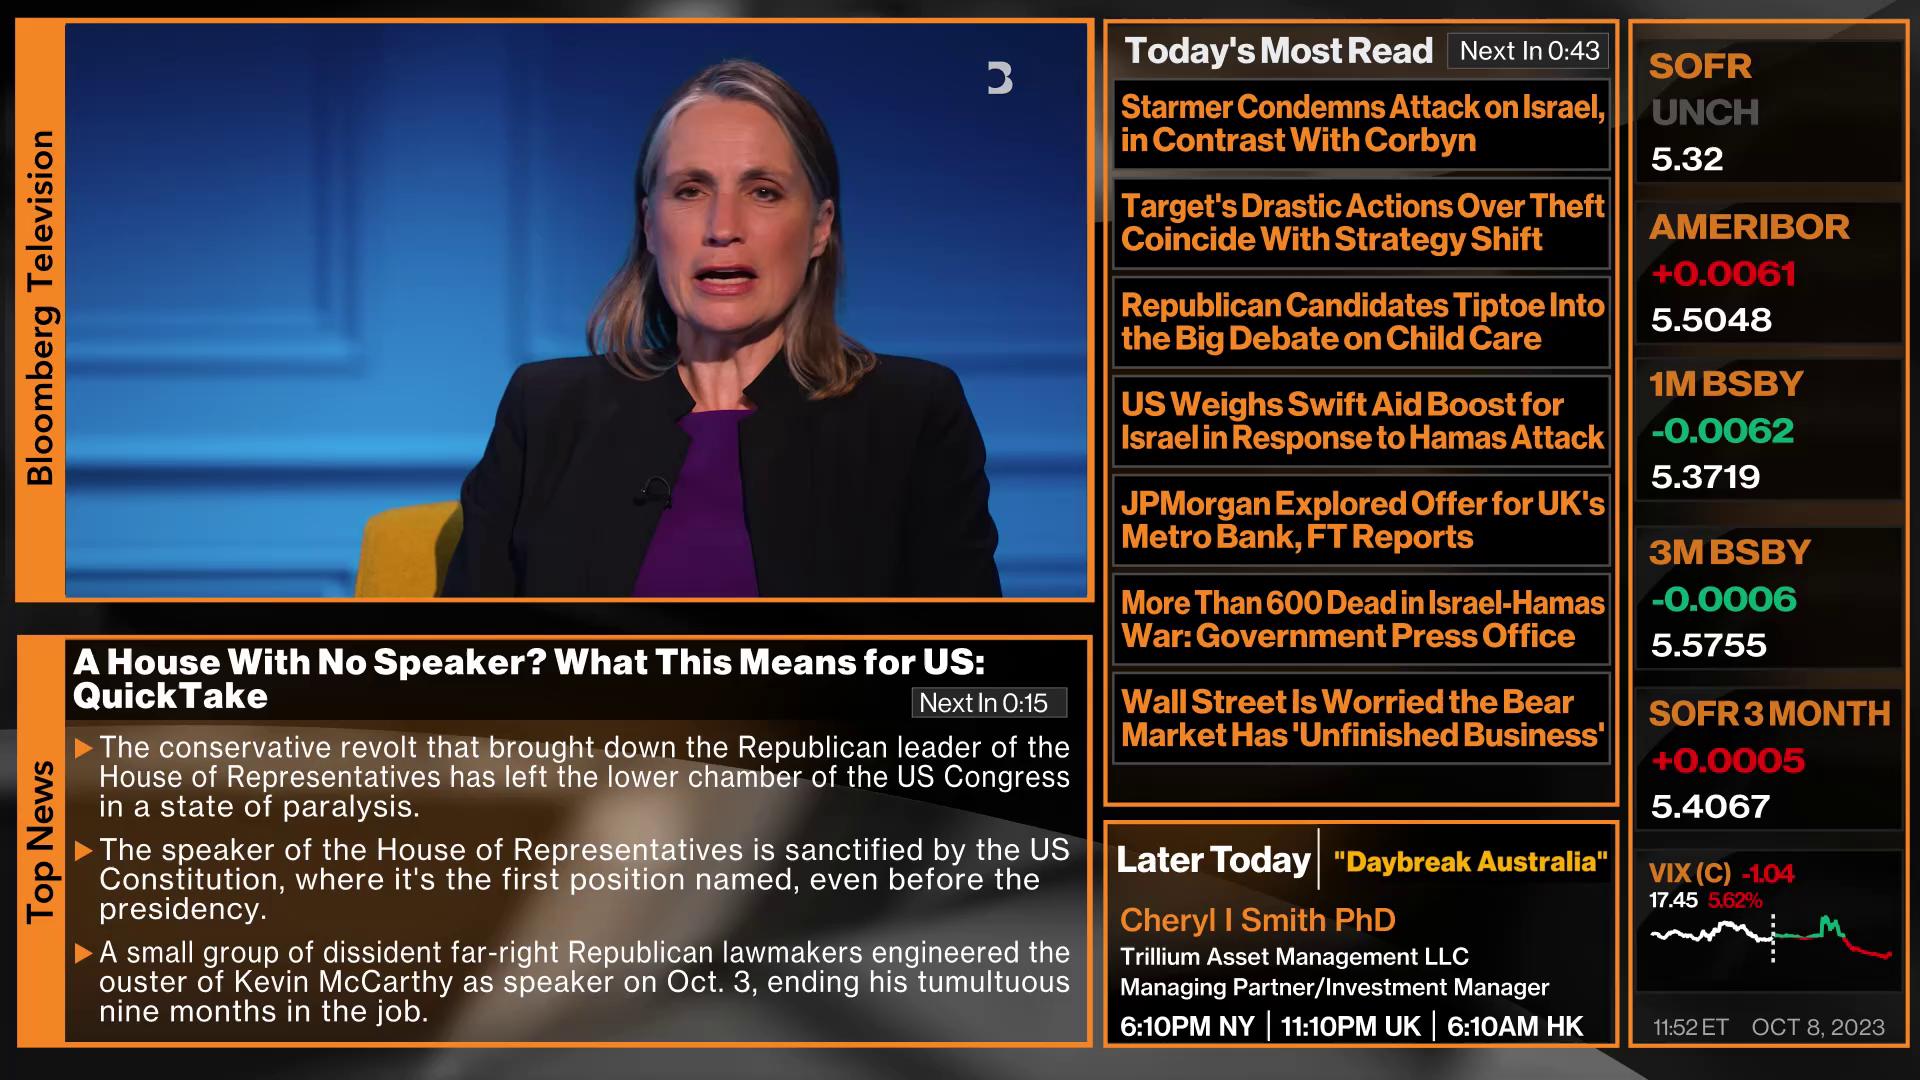 Bloomberg Television
3
Top News
A House With No Speaker? What This Means for US:
QuickTake
Next In 0:15
The conservative revolt that brought down the Republican leader of the
House of Representatives has left the lower chamber of the US Congress
in a state of paralysis.
The speaker of the House of Representatives is sanctified by the US
Constitution, where it's the first position named, even before the
presidency.
A small group of dissident far-right Republican lawmakers engineered the
ouster of Kevin McCarthy as speaker on Oct. 3, ending his tumultuous
nine months in the job.
Today's Most Read
Next In 0:43
Starmer Condemns Attack on Israel,
in Contrast With Corbyn
Target's Drastic Actions Over Theft
Coincide With Strategy Shift
Republican Candidates Tiptoe Into
the Big Debate on Child Care
US Weighs Swift Aid Boost for
Israel in Response to Hamas Attack
JPMorgan Explored Offer for UK's
Metro Bank, FT Reports
More Than 600 Dead in Israel-Hamas
War: Government Press Office
Wall Street Is Worried the Bear
Market Has 'Unfinished Business'
Later Today "Daybreak Australia"
Cheryl I Smith PhD
Trillium Asset Management LLC
Managing Partner/Investment Manager
6:10PM NY | 11:10PM UK | 6:10AM HK
SOFR
UNCH
5.32
AMERIBOR
+0.0061
5.5048
1M BSBY
-0.0062
5.3719
3M BSBY
-0.0006
5.5755
SOFR 3 MONTH
+0.0005
5.4067
VIX (C) -1.04
17.45 5.62%
11:52 ET OCT 8, 2023